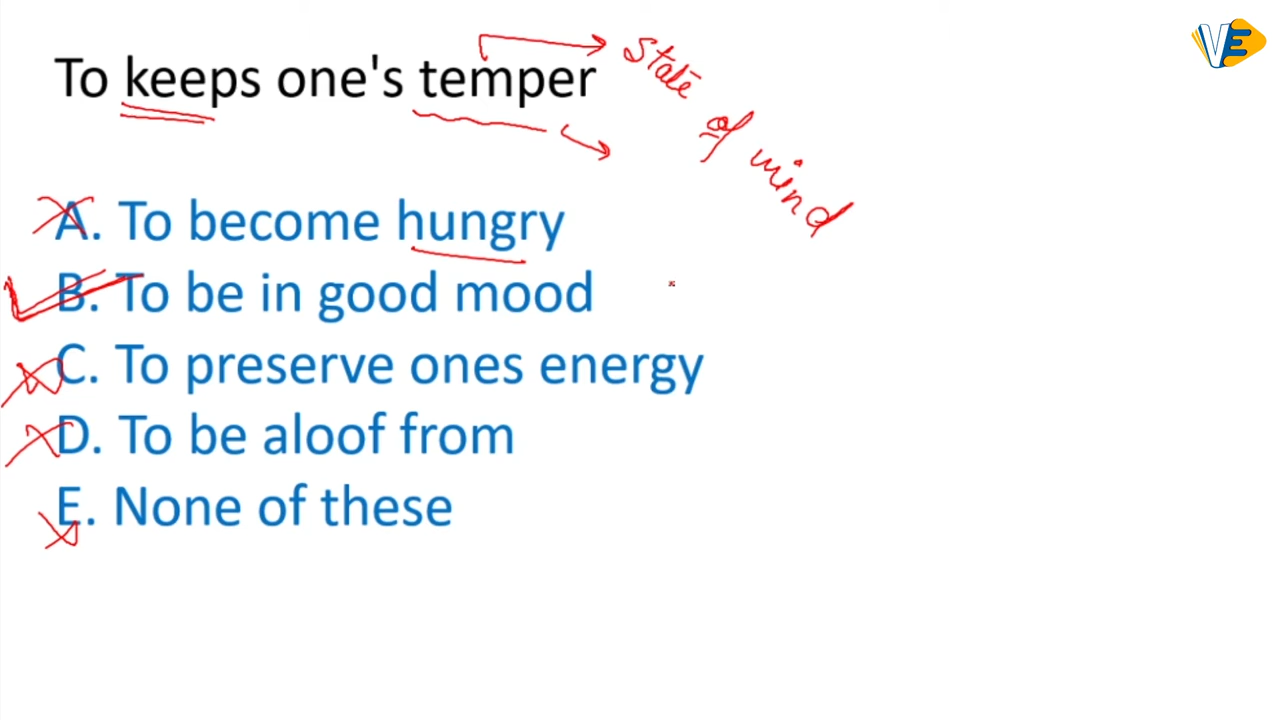 VE
To keeps one's temper
State of mind
A. To become hungry
B. To be in good mood
C. To preserve ones energy
D. To be aloof from
E. None of these